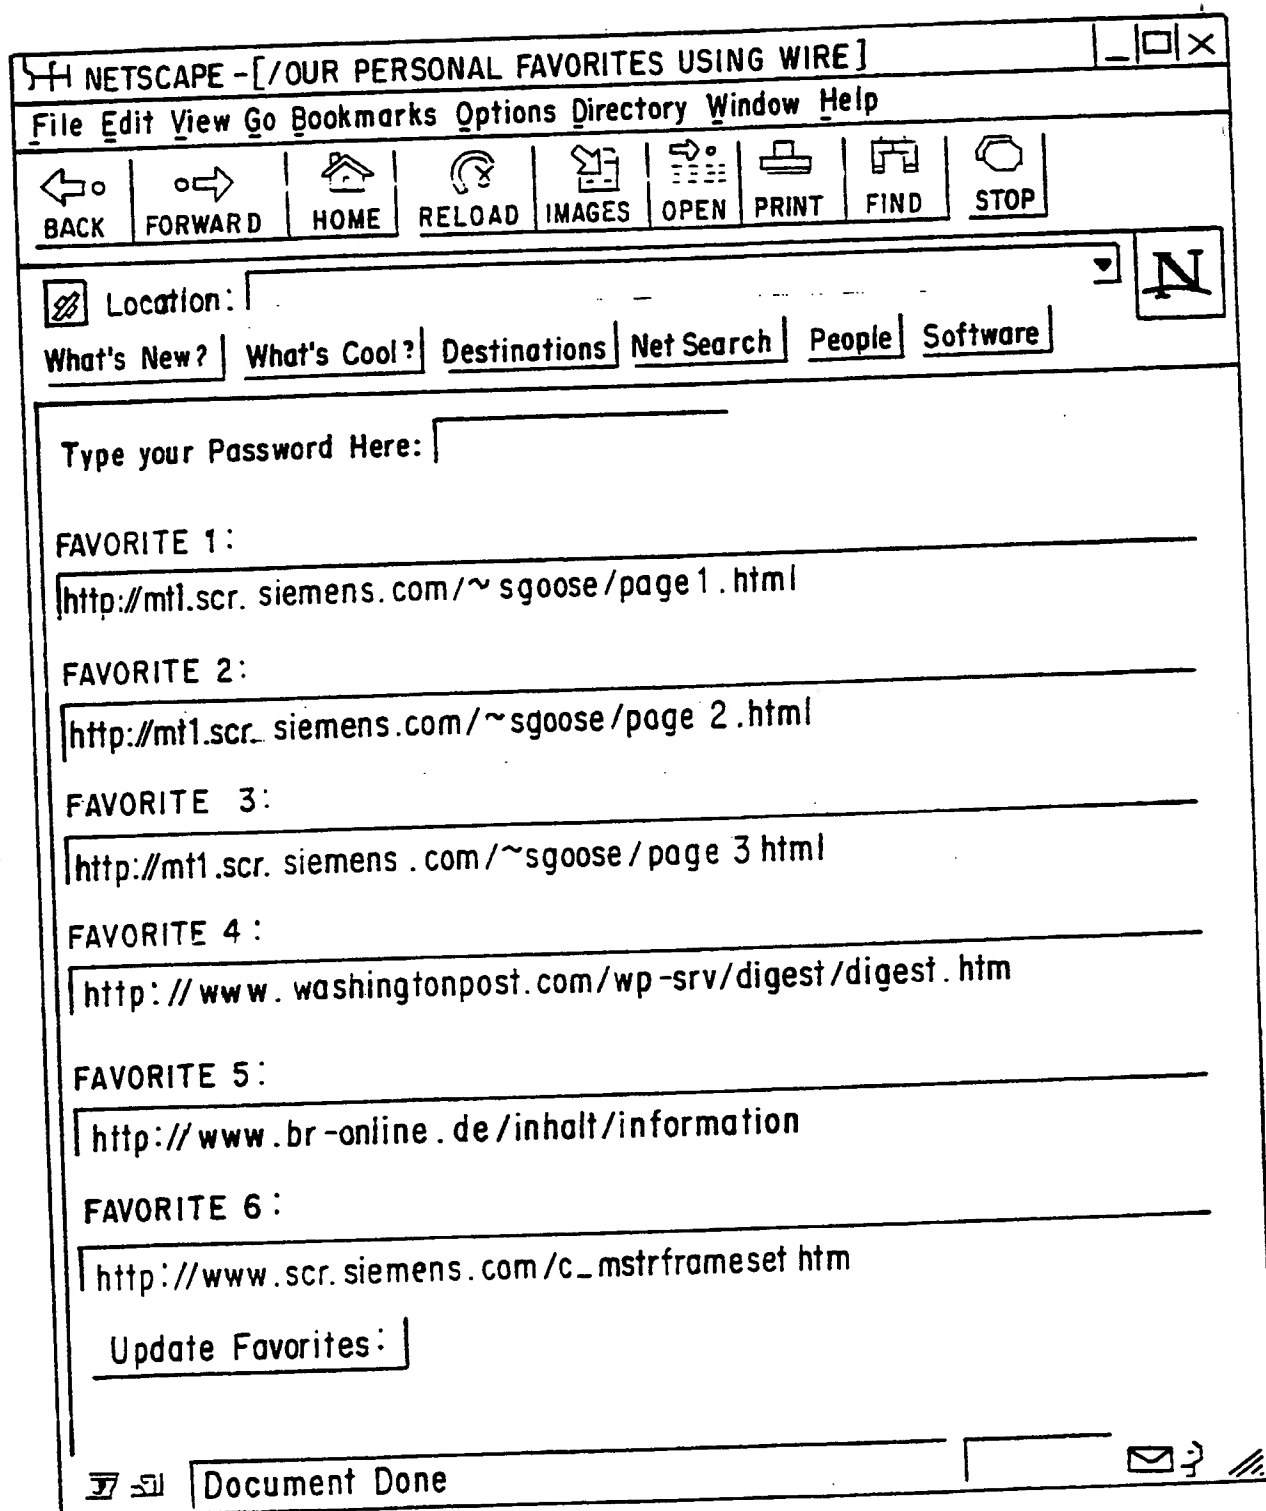 NETSCAPE -[/OUR PERSONAL FAVORITES USING WIRE]
File Edit View Go Bookmarks Options Directory Window Help
BACK FORWARD HOME RELOAD IMAGES OPEN PRINT FIND STOP
Location: N
What's New? What's Cool? Destinations Net Search People Software
Type your Password Here:
FAVORITE 1:
http://mt1.scr. siemens.com/~sgoose/page1.html
FAVORITE 2:
http://mt1.scr. siemens.com/~sgoose/page 2.html
FAVORITE 3:
http://mt1.scr. siemens.com/~sgoose/page 3 html
FAVORITE 4:
http://www.washingtonpost.com/wp-srv/digest/digest.htm
FAVORITE 5:
http://www.br-online.de/inhalt/information
FAVORITE 6:
http://www.scr.siemens.com/c_mstrframeset htm
Update Favorites:
Document Done